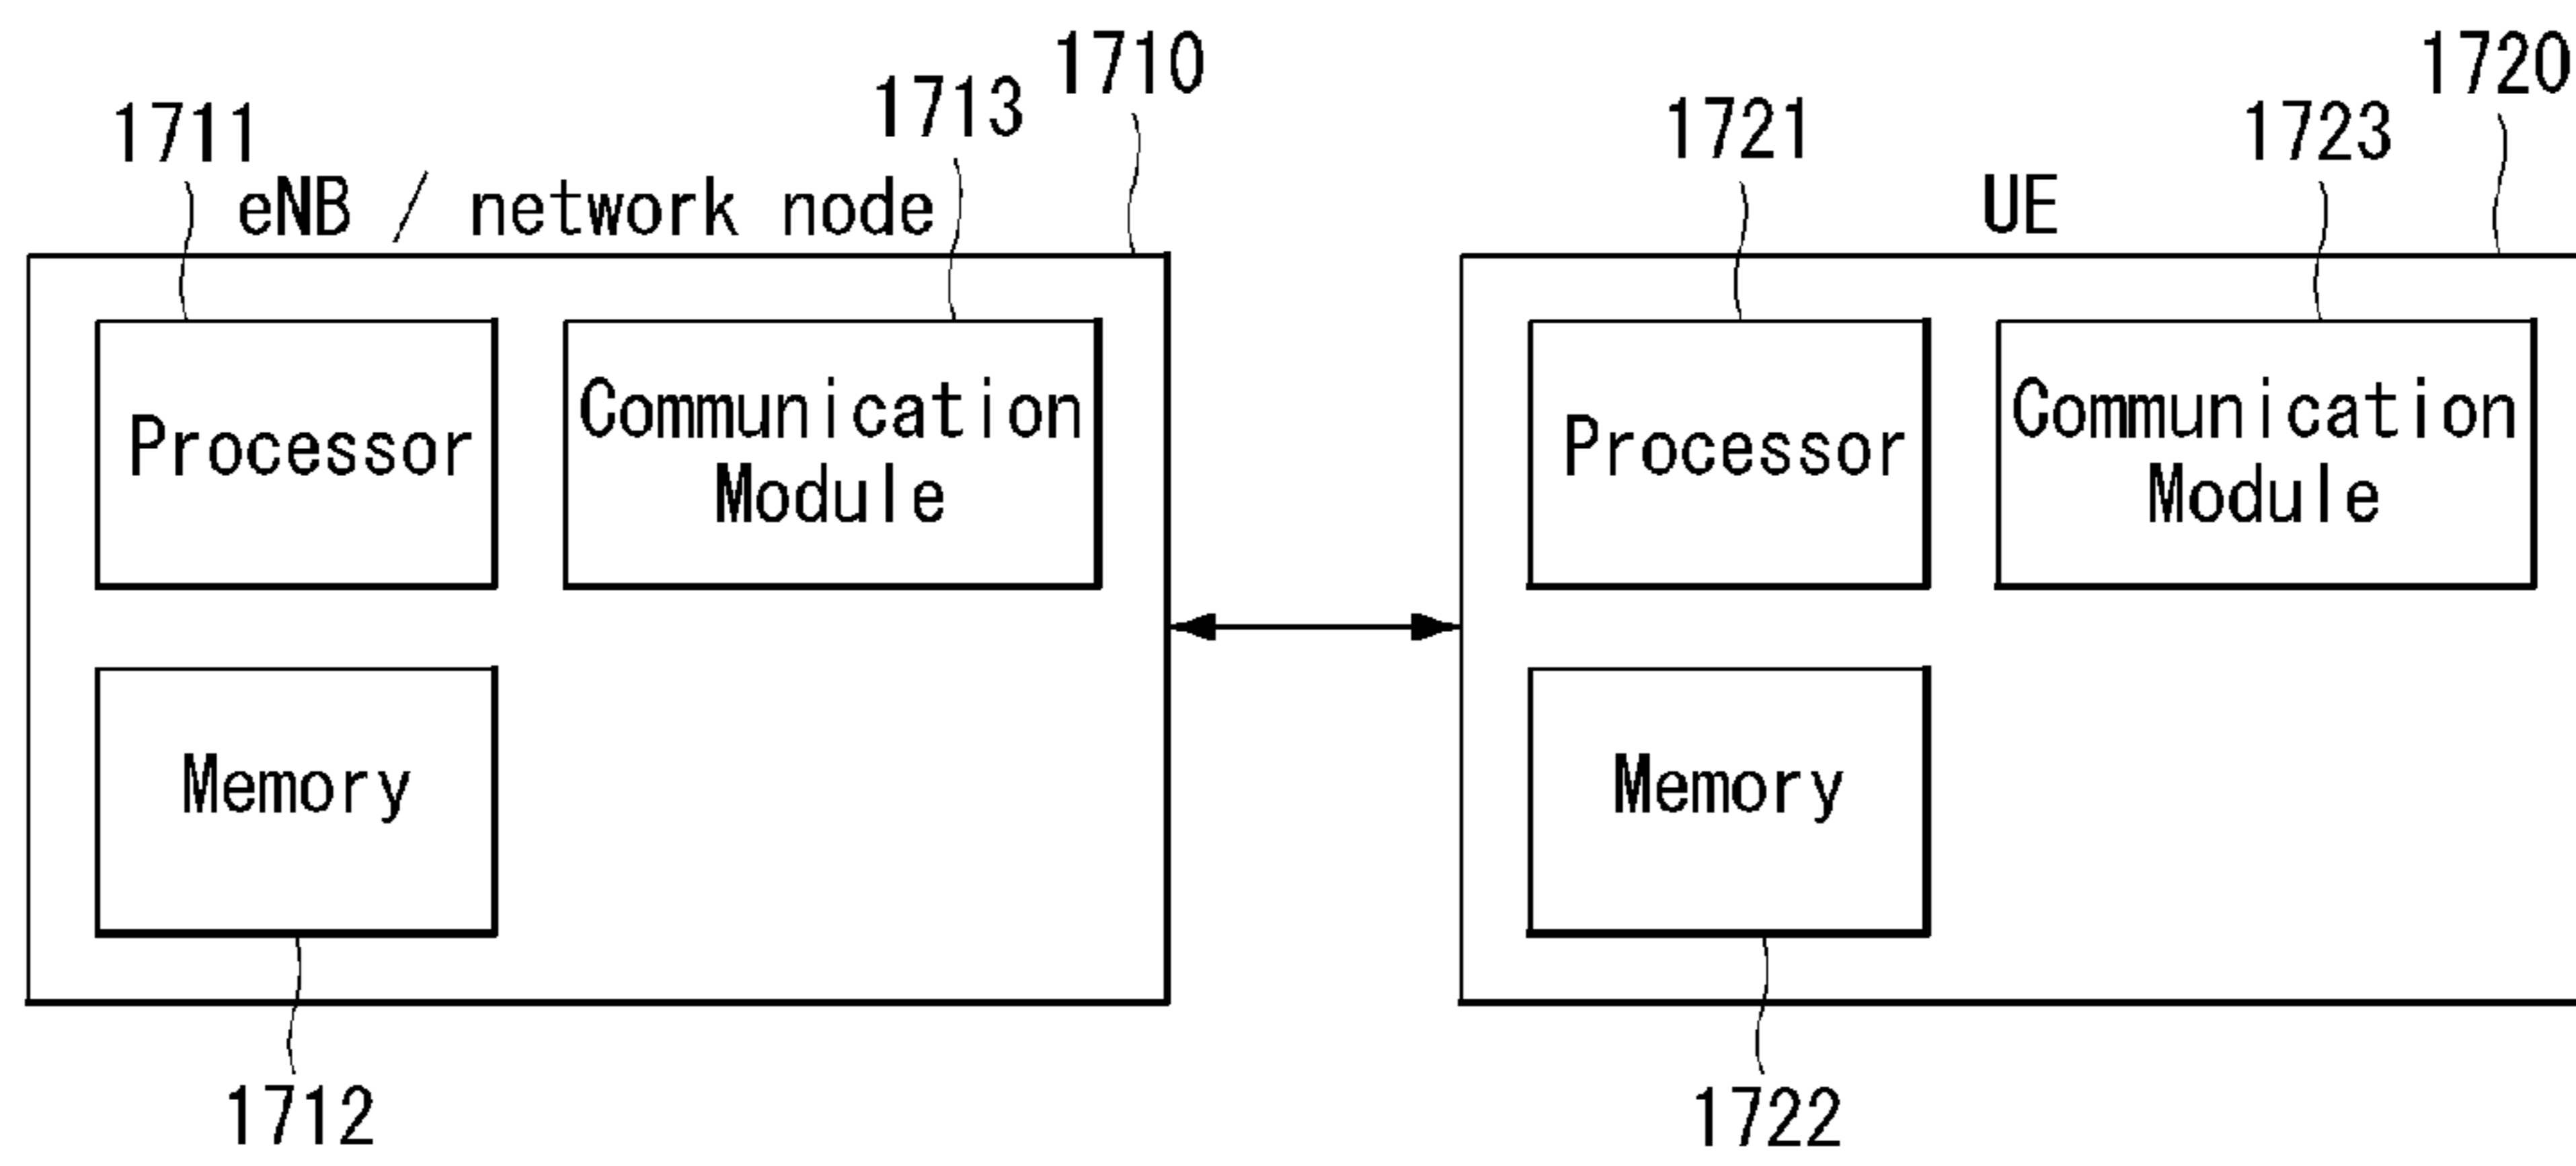 1710
1720
1713
1711
1721
1723
eNB / network node
UE
Processor
Communication
Module
Processor
Communication
Module
Memory
Memory
1712
1722